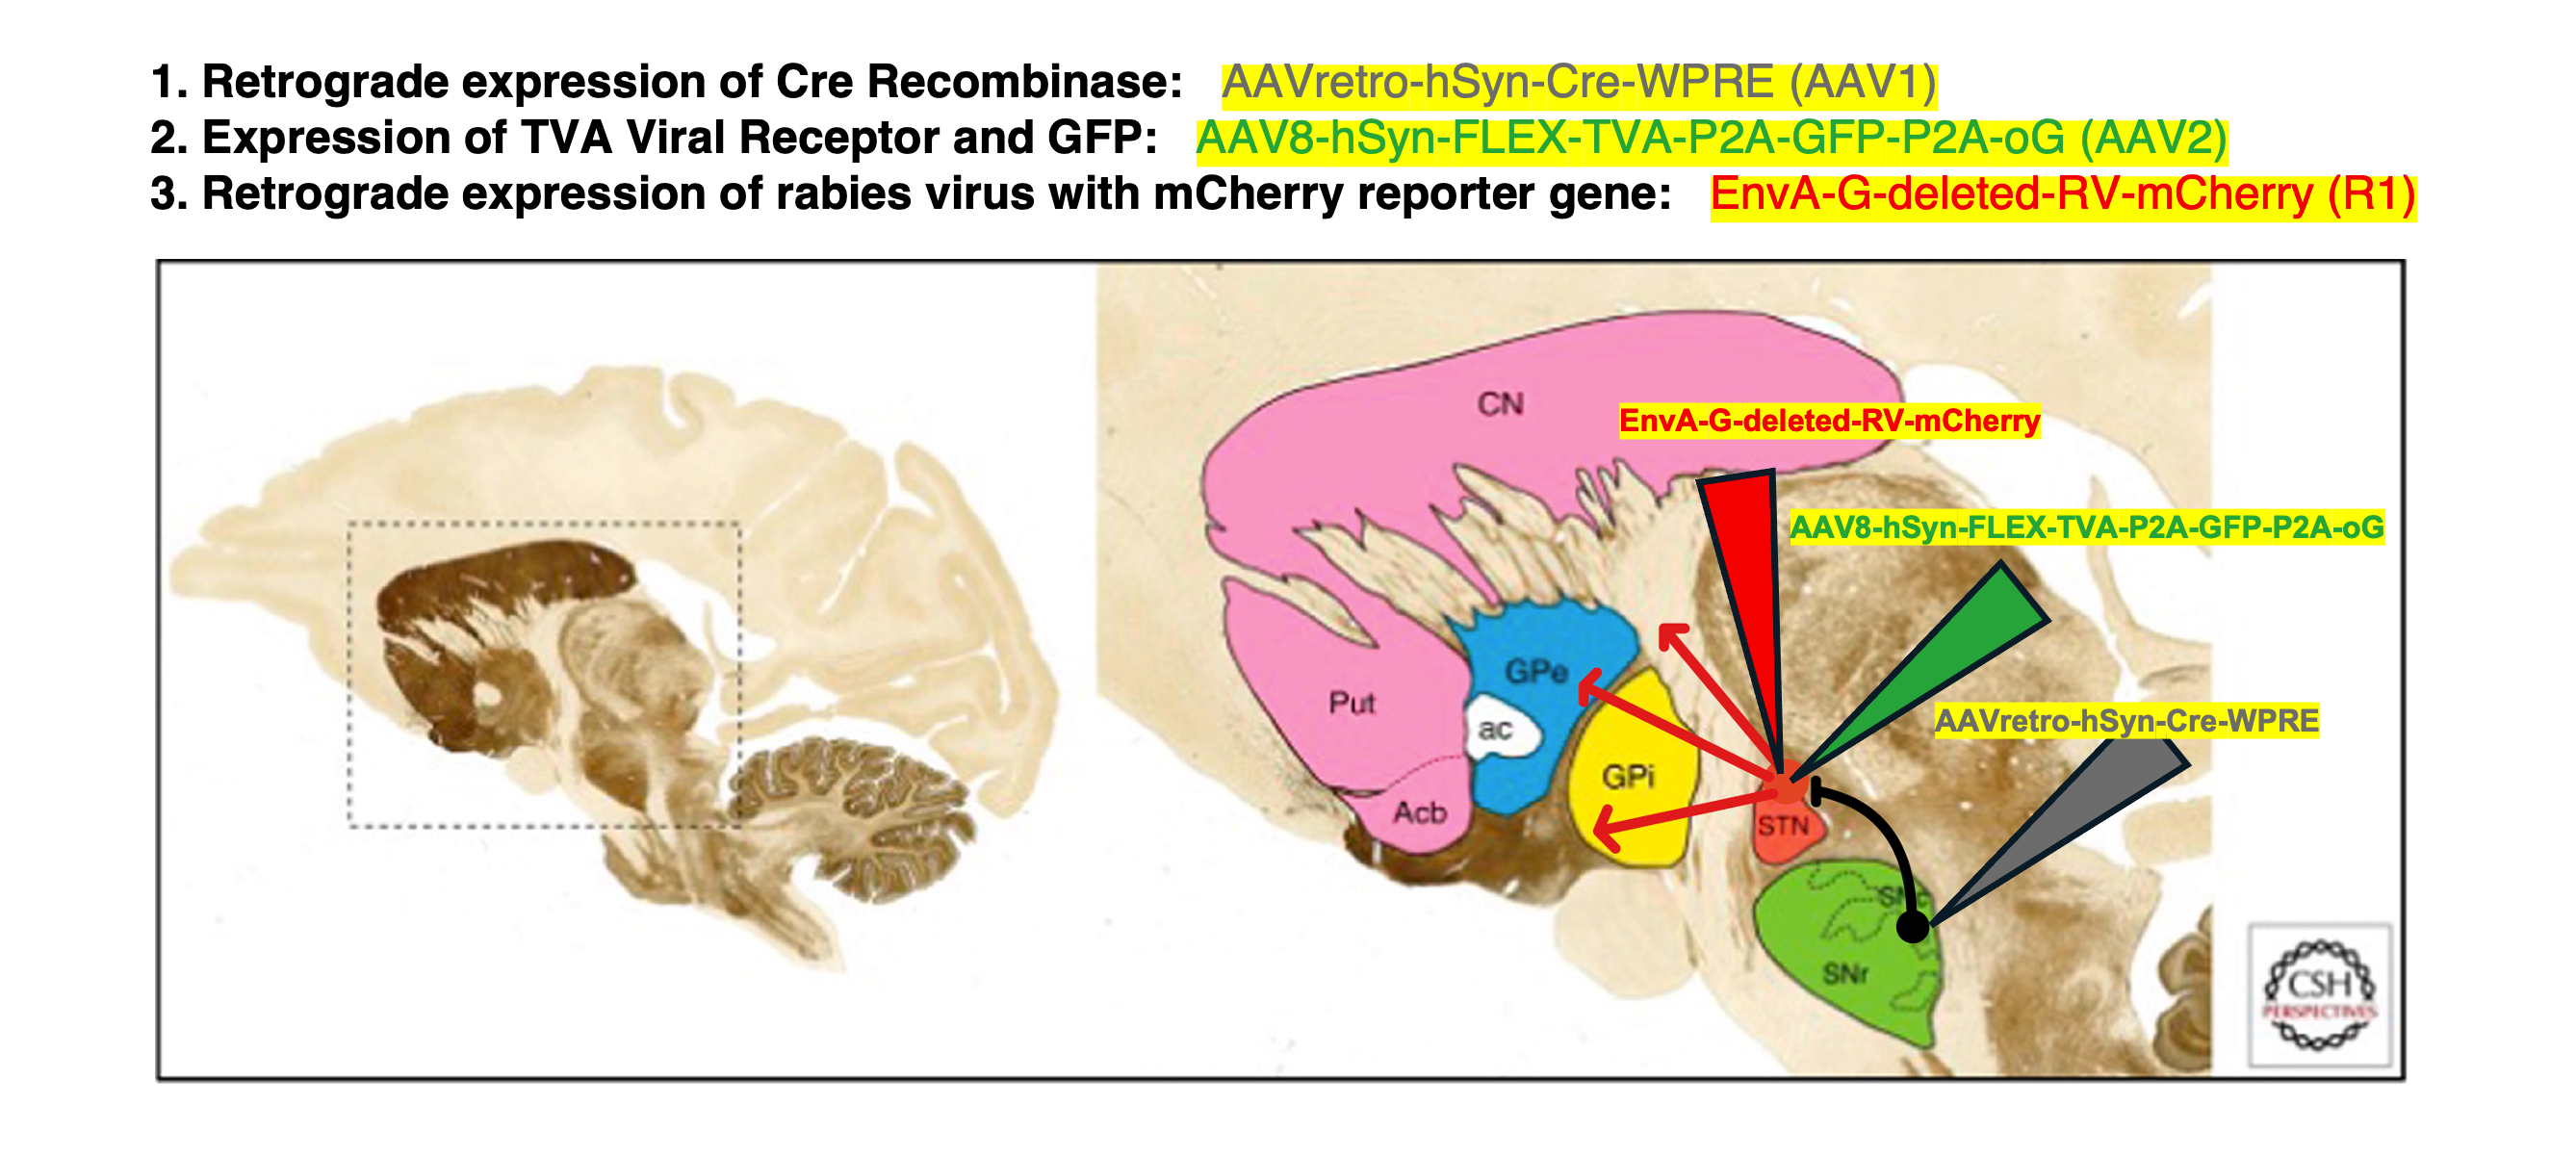 1. Retrograde expression of Cre Recombinase: AAVretro-hSyn-Cre-WPRE (AAV1)
2. Expression of TVA Viral Receptor and GFP: AAV8-hSyn-FLEX-TVA-P2A-GFP-P2A-oG (AAV2)
3. Retrograde expression of rabies virus with mCherry reporter gene: EnvA-G-deleted-RV-mCherry (R1)
CN
EnvA-G-deleted-RV-mCherry
AAV8-hSyn-FLEX-TVA-P2A-GFP-P2A-oG
GPe
Put
ac
AAVretro-hSyn-Cre-WPRE
GPi
Acb
STN
SNc
SNr
CSH
PERSPECTIVES